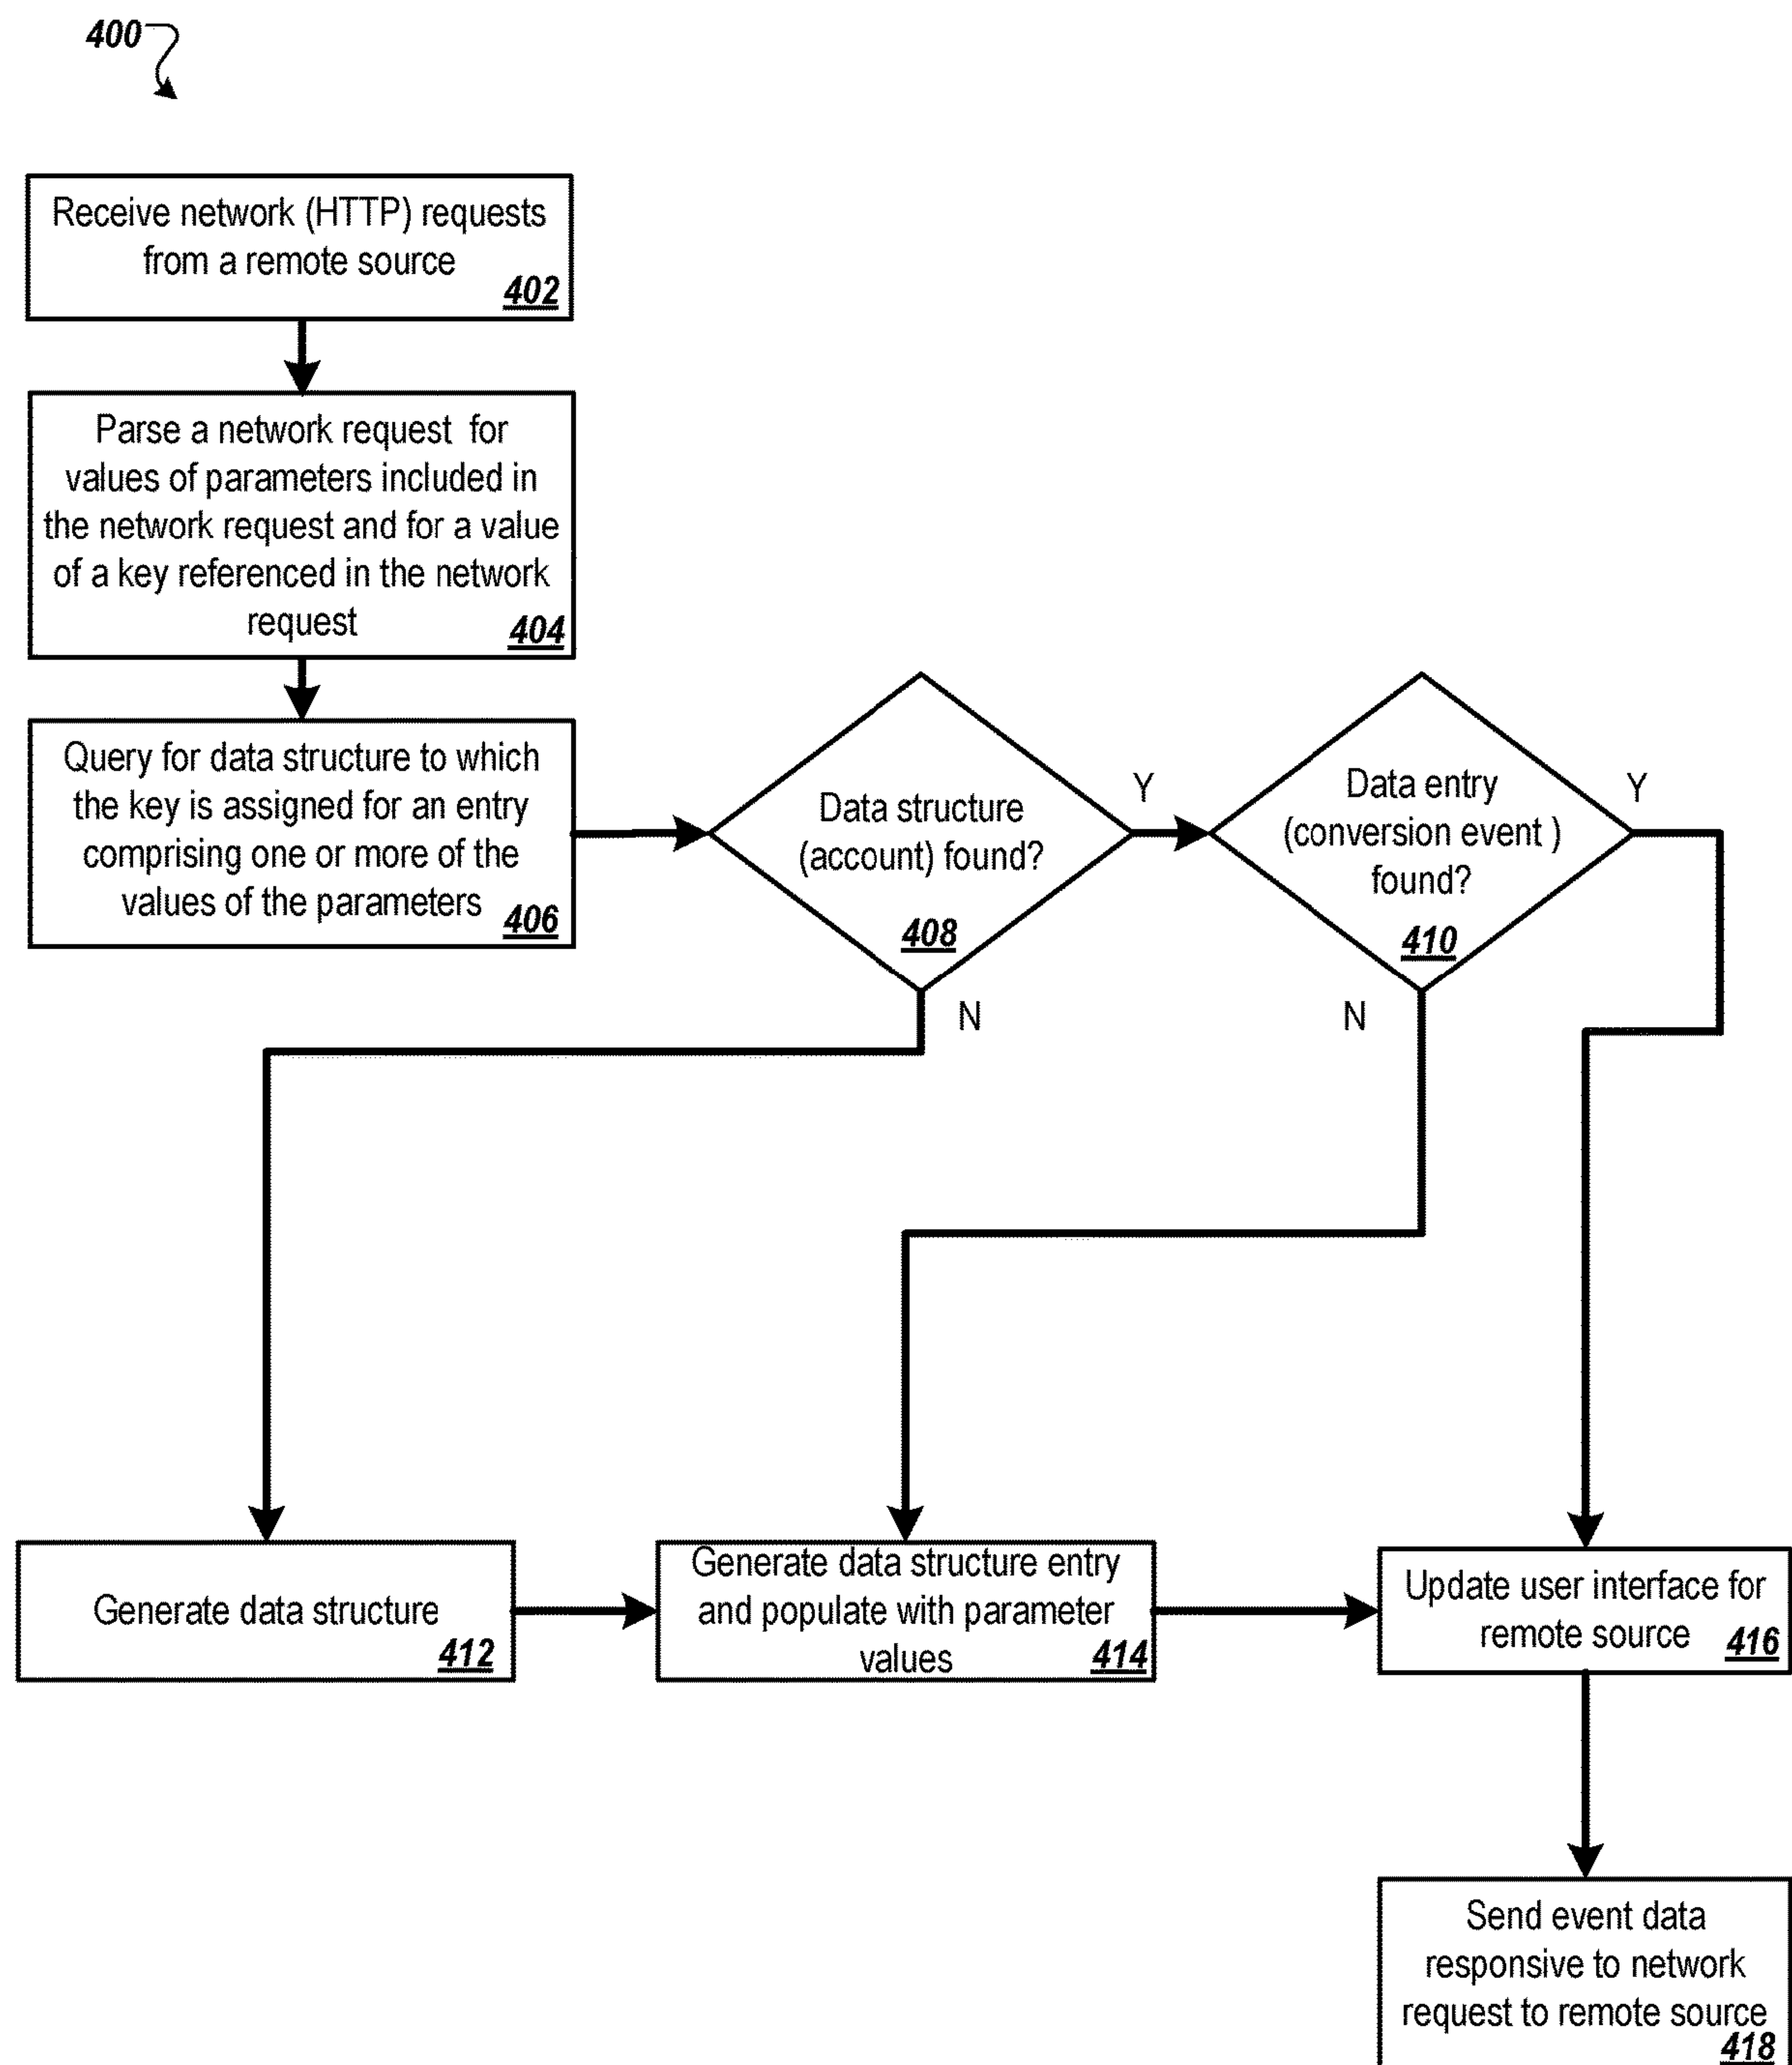 400
Receive network (HTTP) requests
from a remote source
402
Parse a network request for
values of parameters included in
the network request and for a value
of a key referenced in the network
request
404
Query for data structure to which
the key is assigned for an entry
comprising one or more of the
values of the parameters
406
Data structure
(account) found?
408
Y
N
Data entry
(conversion event )
found?
410
Y
N
Generate data structure
412
Generate data structure entry
and populate with parameter
values
414
Update user interface for
remote source
416
Send event data
responsive to network
request to remote source
418